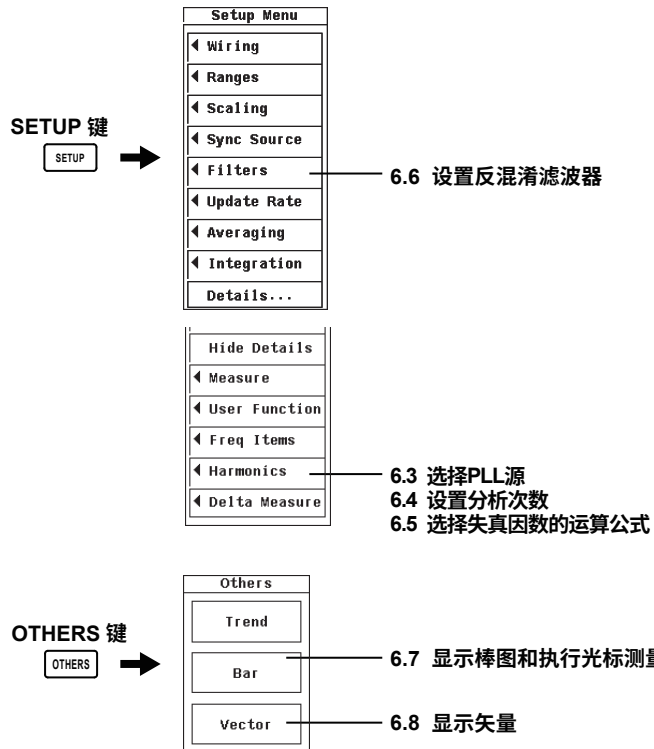 Setup Menu
Wiring
Ranges
Scaling
SETUP 键
SETUP
Sync Source
Filters
6.6 设置反混淆滤波器
Update Rate
Averaging
Integration
Details...
Hide Details
Measure
User Function
Freq Items
Harmonics
6.3 选择PLL源
6.4 设置分析次数
Delta Measure
6.5 选择失真因数的运算公式
Others
Trend
OTHERS 键
OTHERS
Bar
6.7 显示棒图和执行光标测量
Vector
6.8 显示矢量